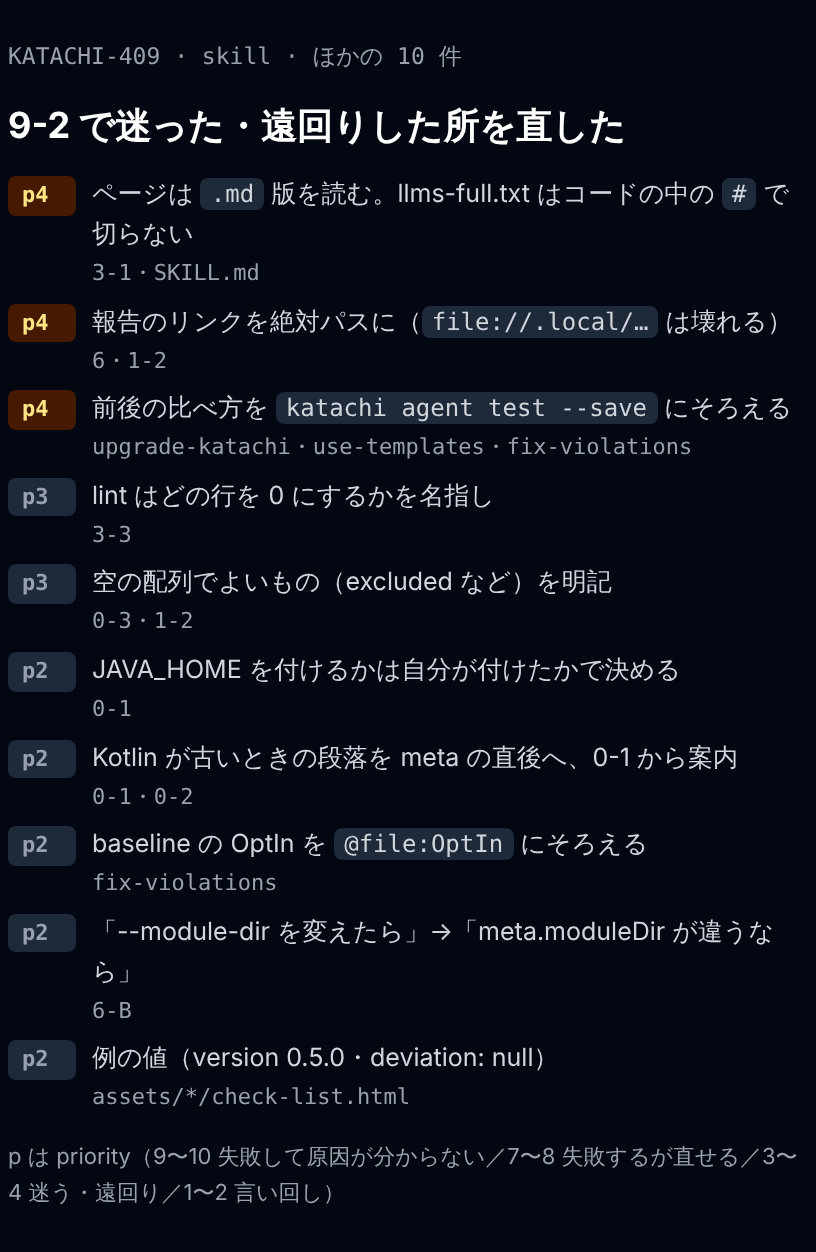 KATACHI-409 · skill · ほかの 10 件
9-2 で迷った・遠回りした所を直した
p4 ページは .md 版を読む。llms-full.txt はコードの中の # で
切らない
3-1・SKILL.md
p4 報告のリンクを絶対パスに（file://.local/… は壊れる）
6・1-2
p4 前後の比べ方を katachi agent test --save にそろえる
upgrade-katachi・use-templates・fix-violations
p3 lint はどの行を 0 にするかを名指し
3-3
p3 空の配列でよいもの（excluded など）を明記
0-3・1-2
p2 JAVA_HOME を付けるかは自分が付けたかで決める
0-1
p2 Kotlin が古いときの段落を meta の直後へ、0-1 から案内
0-1・0-2
p2 baseline の OptIn を @file:OptIn にそろえる
fix-violations
p2 「--module-dir を変えたら」→「meta.moduleDir が違うな
ら」
6-B
p2 例の値（version 0.5.0・deviation: null）
assets/*/check-list.html
p は priority（9〜10 失敗して原因が分からない／7〜8 失敗するが直せる／3〜
4 迷う・遠回り／1〜2 言い回し）